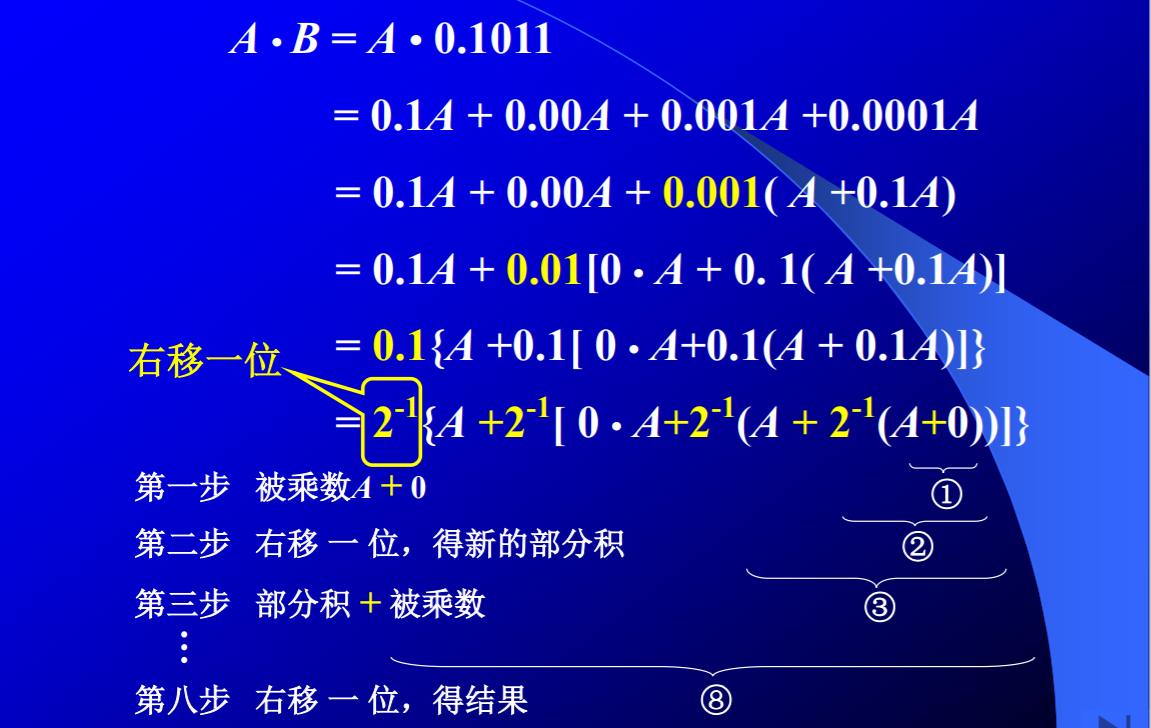 A · B = A · 0.1011
= 0.1A + 0.00A + 0.001A +0.0001A
= 0.1A + 0.00A + 0.001( A +0.1A)
= 0.1A + 0.01[0 · A + 0. 1( A +0.1A)]
= 0.1{A +0.1[ 0 · A+0.1(A + 0.1A)]}
右移一位
= 2⁻¹{A +2⁻¹[ 0 · A+2⁻¹(A + 2⁻¹(A+0))]}
第一步 被乘数A + 0
①
第二步 右移 一 位，得新的部分积
②
第三步 部分积 + 被乘数
③
⋮
第八步 右移 一 位，得结果
⑧